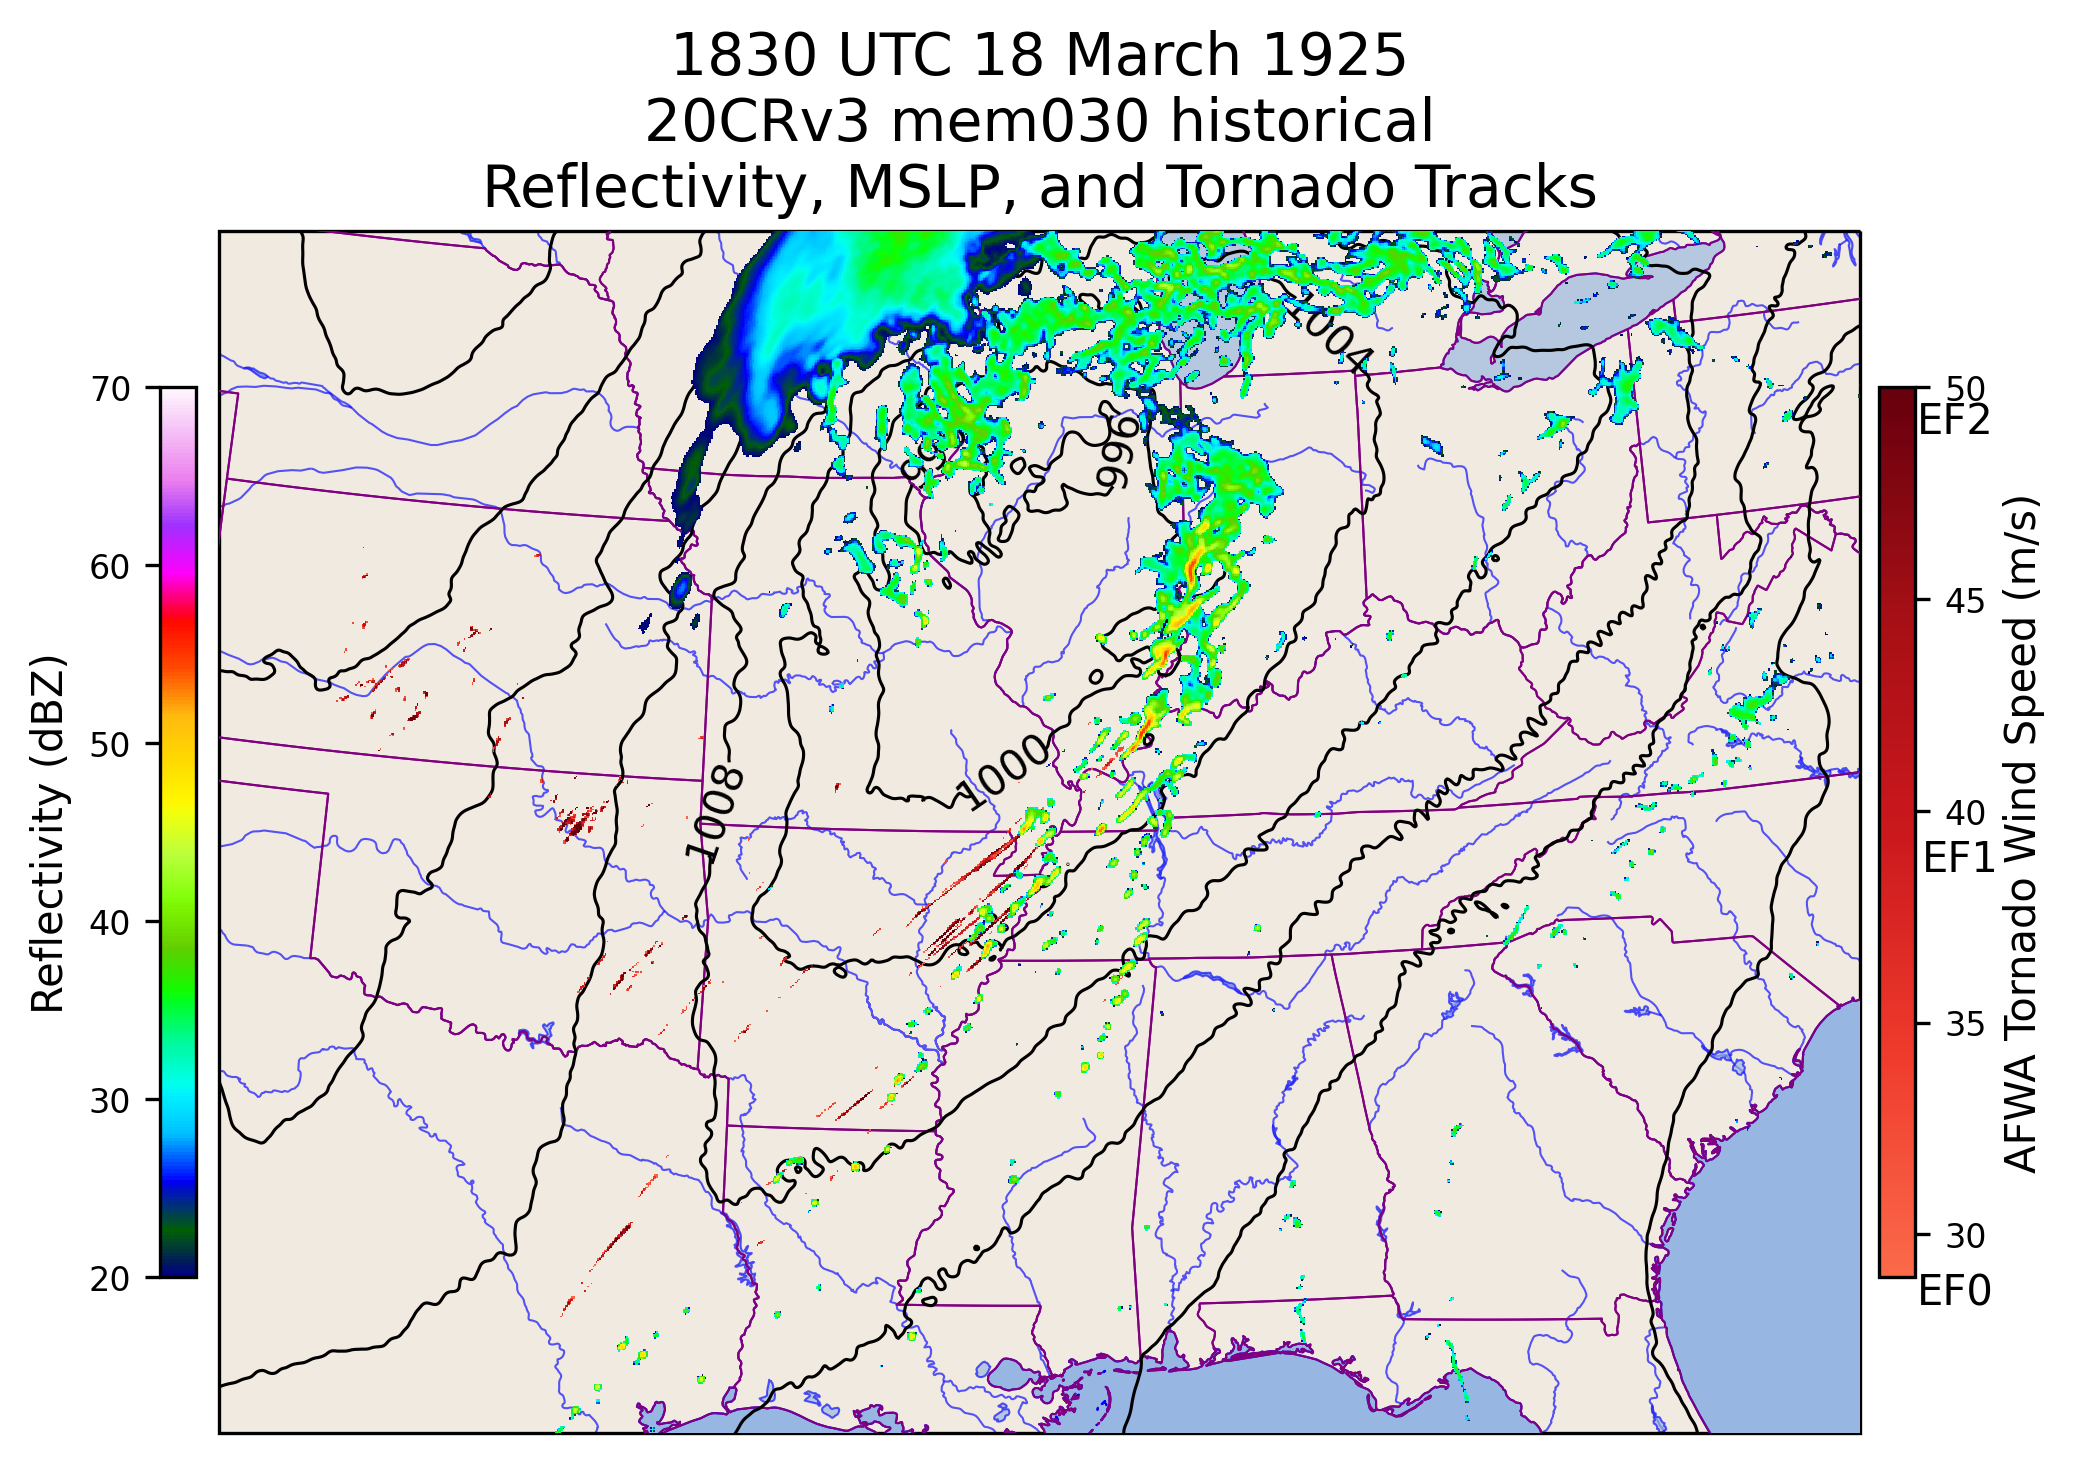 1830 UTC 18 March 1925
20CRv3 mem030 historical
Reflectivity, MSLP, and Tornado Tracks
1004
996
1008
1000
70
60
50
40
30
20
Reflectivity (dBZ)
50
EF2
45
40
EF1
35
30
EF0
AFWA Tornado Wind Speed (m/s)